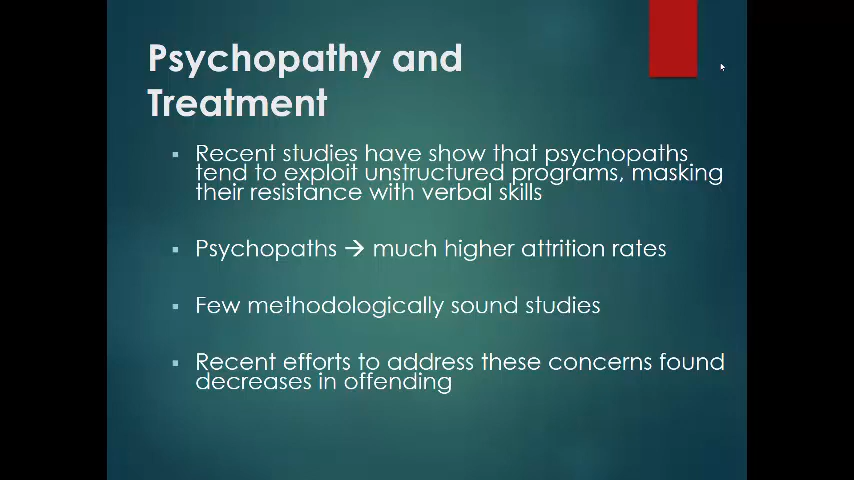 Psychopathy and
Treatment
▪ Recent studies have show that psychopaths
tend to exploit unstructured programs, masking
their resistance with verbal skills
▪ Psychopaths → much higher attrition rates
▪ Few methodologically sound studies
▪ Recent efforts to address these concerns found
decreases in offending